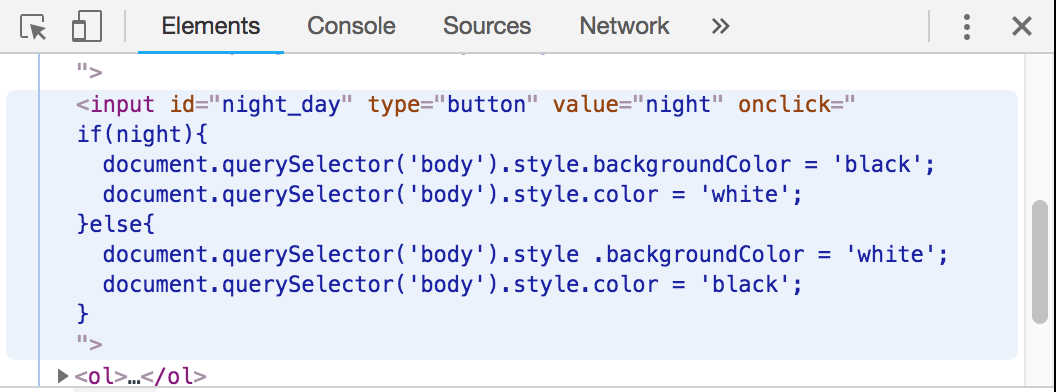 Elements Console Sources Network »
">
<input id="night_day" type="button" value="night" onclick="
if(night){
  document.querySelector('body').style.backgroundColor = 'black';
  document.querySelector('body').style.color = 'white';
}else{
  document.querySelector('body').style .backgroundColor = 'white';
  document.querySelector('body').style.color = 'black';
}
">
<ol>…</ol>